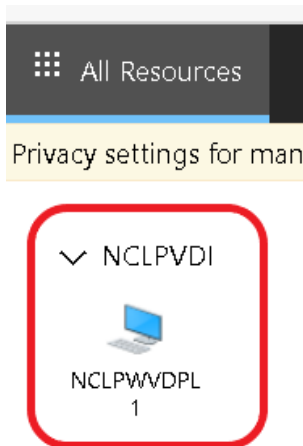 All Resources
Privacy settings for man
NCLPVDI
NCLPWVDPL
1